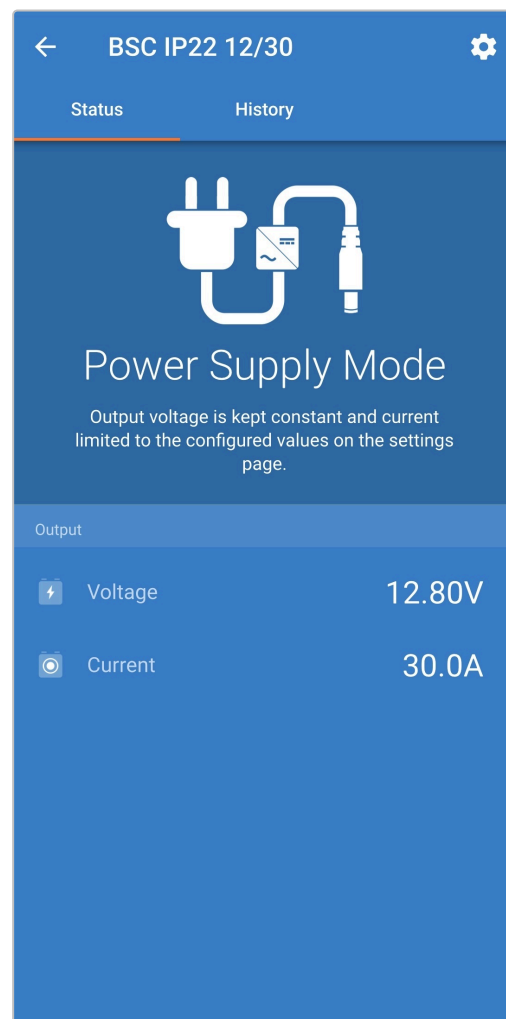 BSC IP22 12/30
Status History
Power Supply Mode
Output voltage is kept constant and current
limited to the configured values on the settings
page.
Output
Voltage 12.80V
Current 30.0A